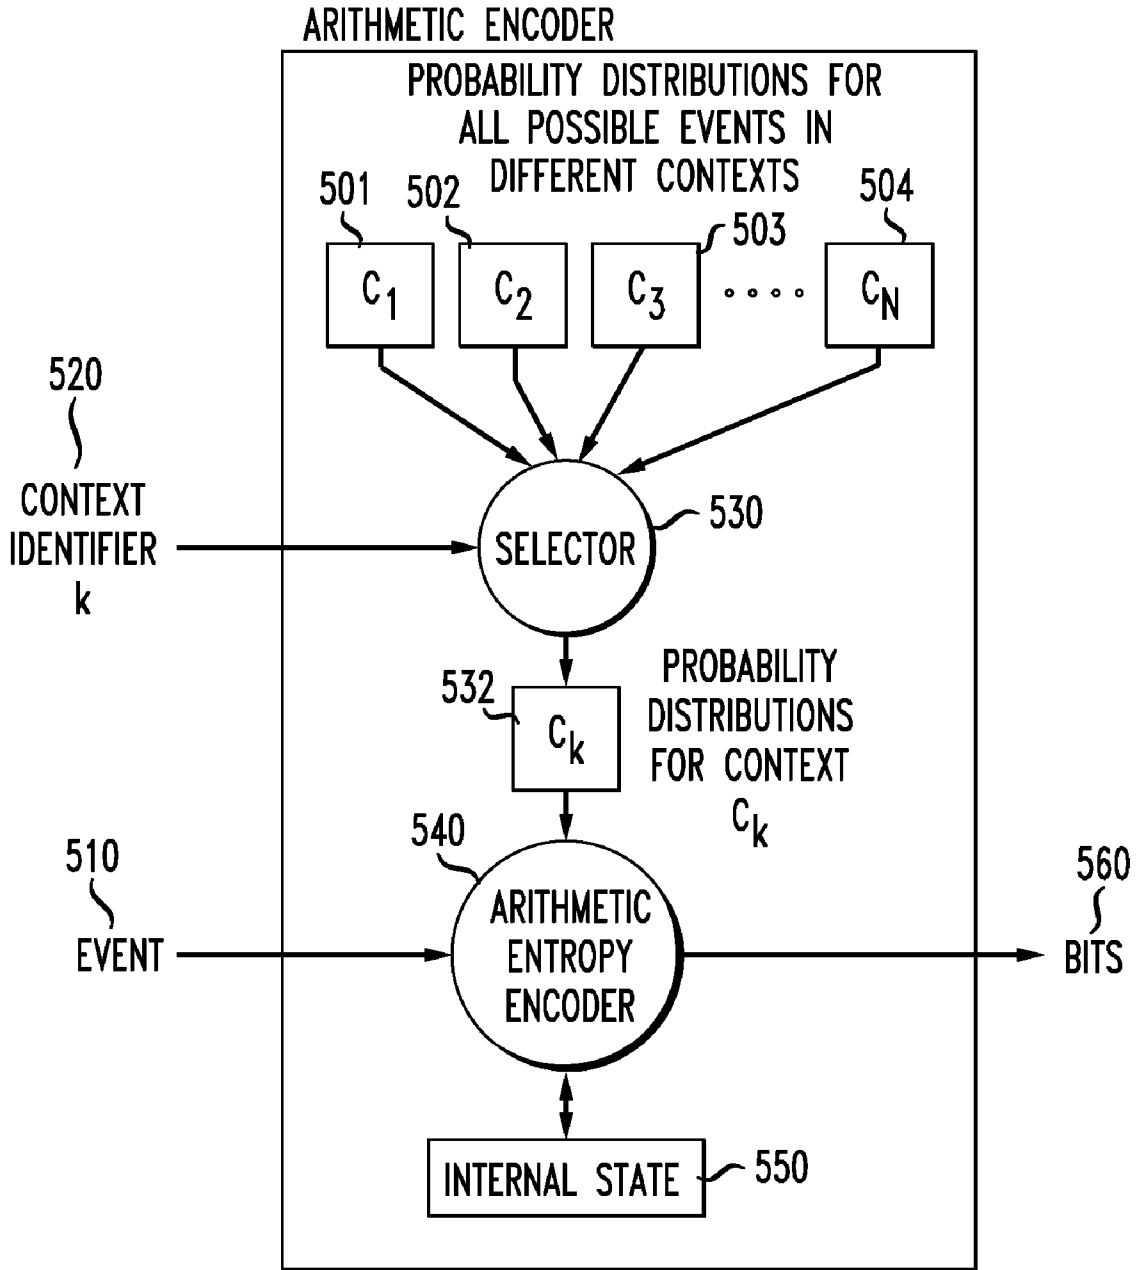 ARITHMETIC ENCODER
PROBABILITY DISTRIBUTIONS FOR
ALL POSSIBLE EVENTS IN
DIFFERENT CONTEXTS
501
502
503
504
C1
C2
C3
CN
520
CONTEXT
IDENTIFIER
k
SELECTOR
530
532
Ck
PROBABILITY
DISTRIBUTIONS
FOR CONTEXT
Ck
510
EVENT
540
ARITHMETIC
ENTROPY
ENCODER
560
BITS
INTERNAL STATE
550